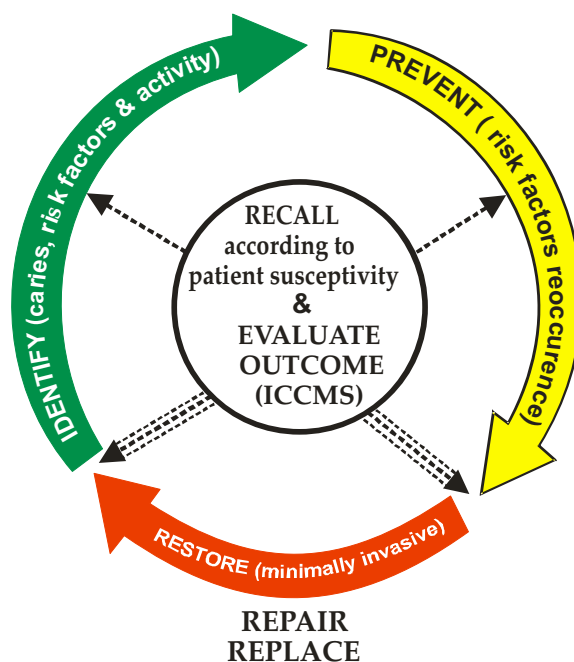 IDENTIFY (caries, risk factors & activity)
PREVENT ( risk factors reoccurence)
RECALL
according to
patient susceptivity
&
EVALUATE
OUTCOME
(ICCMS)
RESTORE (minimally invasive)
REPAIR
REPLACE